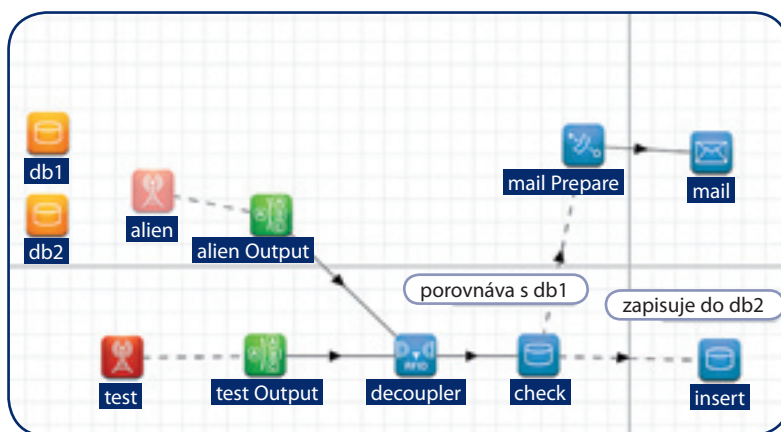 db1
mail Prepare
mail
alien
db2
alien Output
porovnáva s db1
zapisuje do db2
RFID
test
test Output
decoupler
check
insert